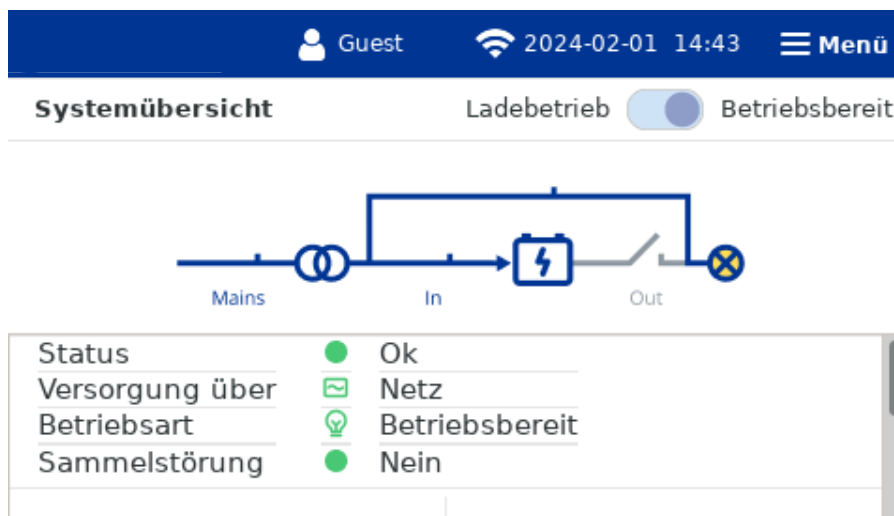 Guest 2024-02-01 14:43 Menü
Systemübersicht Ladebetrieb Betriebsbereit
Mains In Out
Status Ok
Versorgung über Netz
Betriebsart Betriebsbereit
Sammelstörung Nein